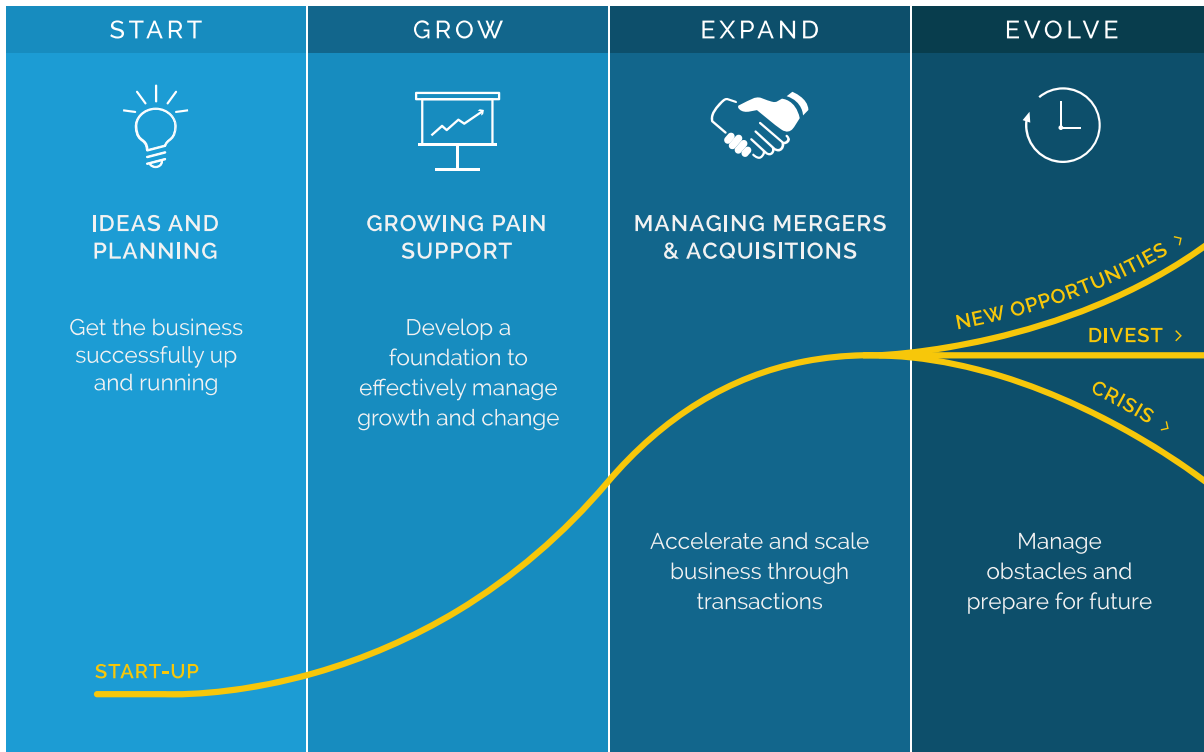 START
GROW
EXPAND
EVOLVE
IDEAS AND
PLANNING
Get the business
successfully up
and running
START-UP
GROWING PAIN
SUPPORT
Develop a
foundation to
effectively manage
growth and change
MANAGING MERGERS
& ACQUISITIONS
Accelerate and scale
business through
transactions
NEW OPPORTUNITIES >
DIVEST >
CRISIS >
Manage
obstacles and
prepare for future